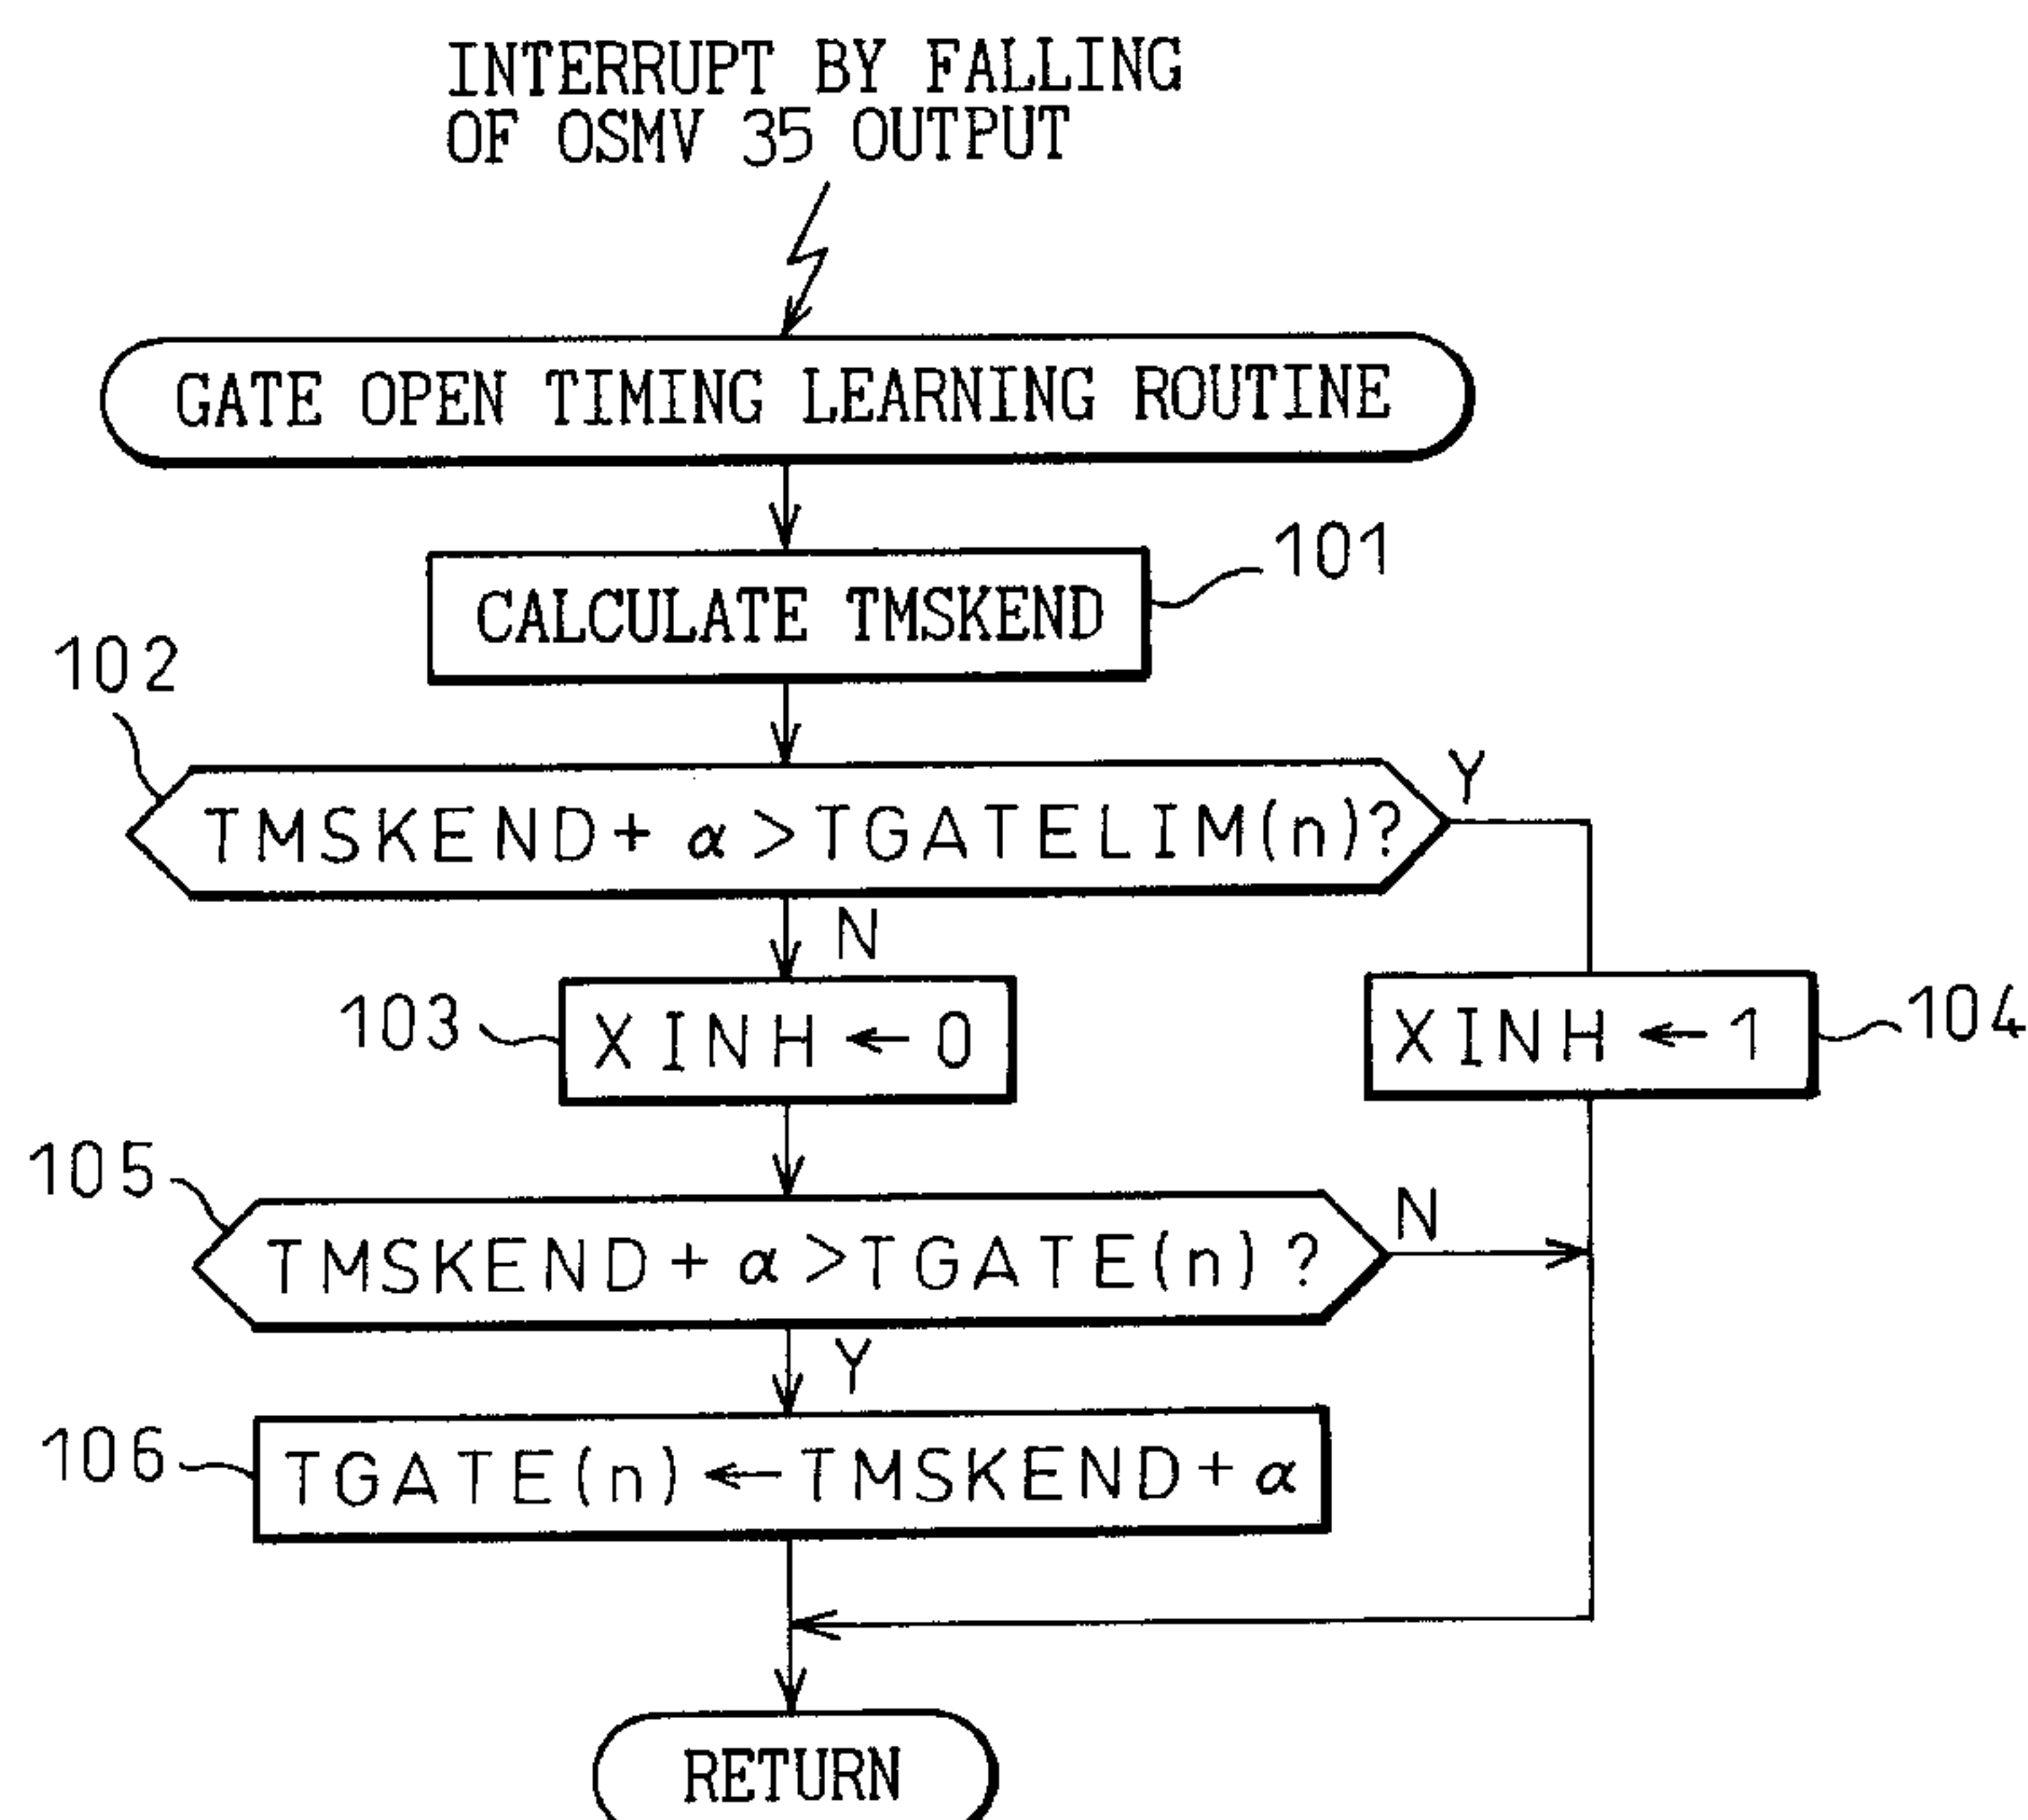 INTERRUPT BY FALLING
OF OSMV 35 OUTPUT
GATE OPEN TIMING LEARNING ROUTINE
101
CALCULATE TMSKEND
102
TMSKEND+ α >TGATELIM(n)?
Y
N
103
XINH ← 0
XINH ← 1
104
105
TMSKEND+ α >TGATE(n)?
N
Y
106
TGATE(n) ← TMSKEND+ α
RETURN